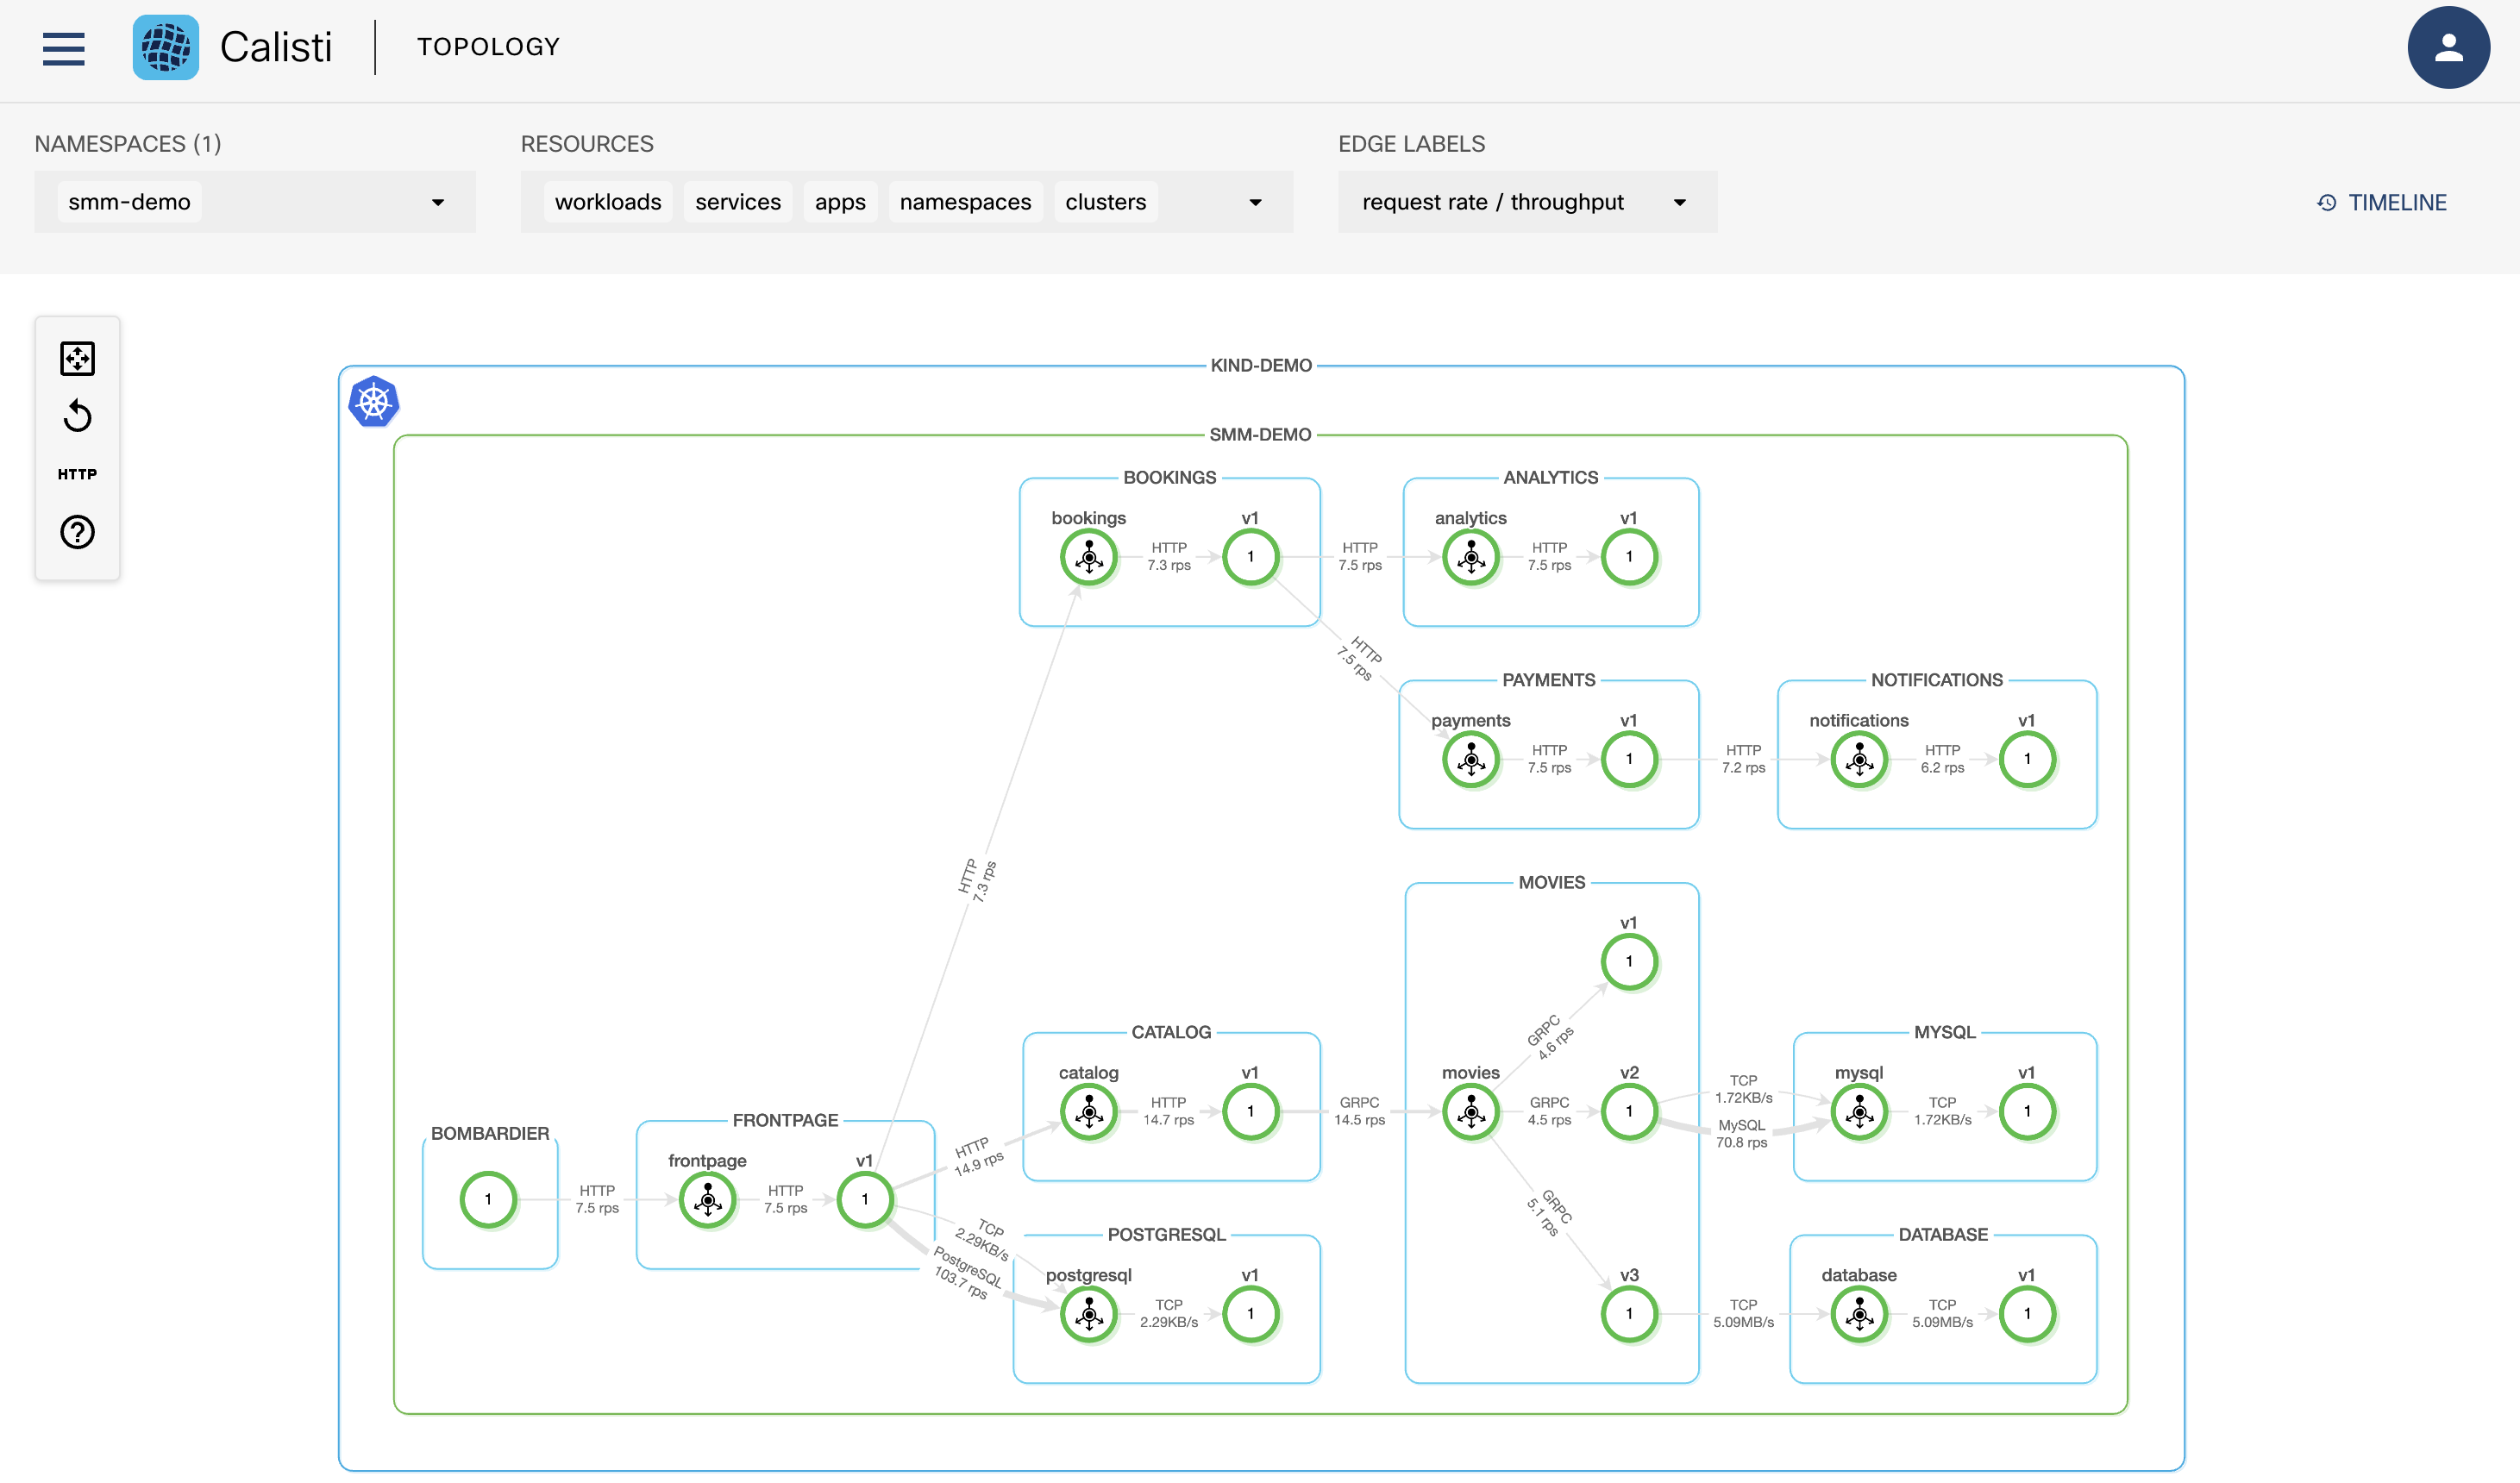 Calisti
TOPOLOGY
NAMESPACES (1)
RESOURCES
EDGE LABELS
smm-demo
workloads services apps namespaces clusters
request rate / throughput
TIMELINE
HTTP
KIND-DEMO
SMM-DEMO
BOOKINGS
bookings
v1
HTTP
7.3 rps
1
HTTP
7.5 rps
ANALYTICS
analytics
v1
HTTP
7.5 rps
1
HTTP
7.5 rps
PAYMENTS
payments
v1
HTTP
7.5 rps
1
HTTP
7.2 rps
NOTIFICATIONS
notifications
v1
HTTP
6.2 rps
1
HTTP
7.3 rps
MOVIES
v1
1
GRPC
4.6 rps
movies
v2
GRPC
4.5 rps
1
GRPC
5.1 rps
v3
1
CATALOG
catalog
v1
HTTP
14.7 rps
1
GRPC
14.5 rps
TCP
1.72KB/s
MySQL
70.8 rps
MYSQL
mysql
v1
TCP
1.72KB/s
1
BOMBARDIER
1
HTTP
7.5 rps
FRONTPAGE
frontpage
v1
HTTP
7.5 rps
1
HTTP
14.9 rps
TCP
2.29KB/s
PostgreSQL
103.7 rps
POSTGRESQL
postgresql
v1
TCP
2.29KB/s
1
TCP
5.09MB/s
DATABASE
database
v1
TCP
5.09MB/s
1